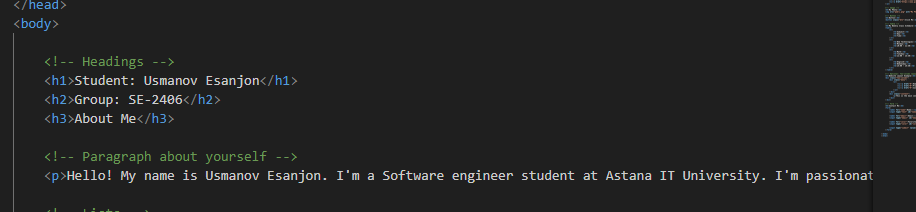 </head>
<body>
<!-- Headings -->
<h1>Student: Usmanov Esanjon</h1>
<h2>Group: SE-2406</h2>
<h3>About Me</h3>
<!-- Paragraph about yourself -->
<p>Hello! My name is Usmanov Esanjon. I'm a Software engineer student at Astana IT University. I'm passionat